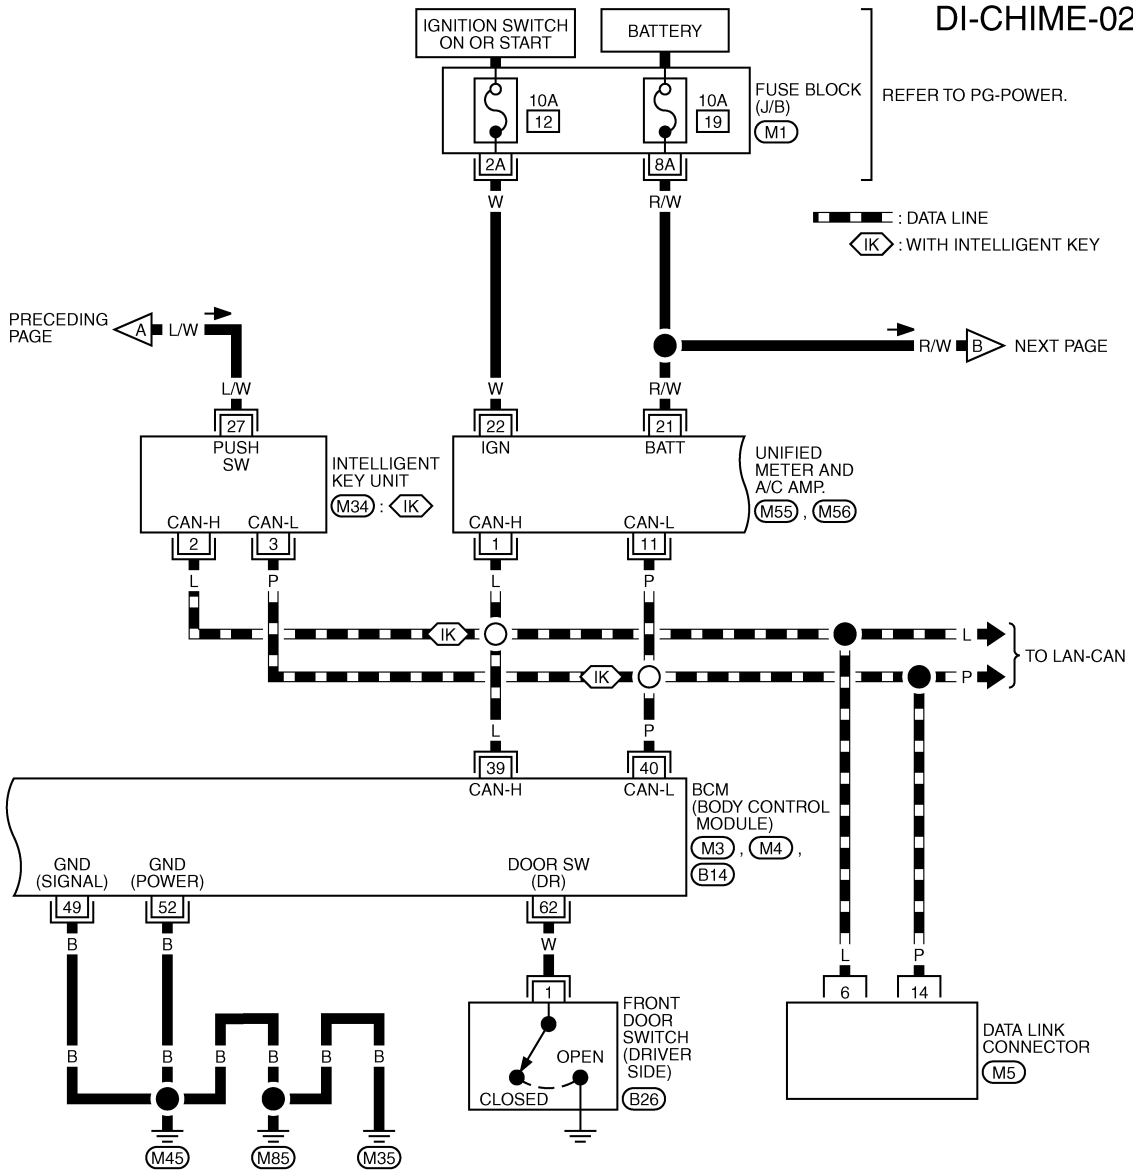 DI-CHIME-02
IGNITION SWITCH
ON OR START
BATTERY
10A
12
10A
19
FUSE BLOCK
(J/B)
M1
REFER TO PG-POWER.
2A
8A
W
R/W
: DATA LINE
IK : WITH INTELLIGENT KEY
PRECEDING
PAGE
A
L/W
R/W
B
NEXT PAGE
L/W
W
R/W
27
22
21
PUSH
SW
IGN
BATT
INTELLIGENT
KEY UNIT
M34 : IK
UNIFIED
METER AND
A/C AMP.
M55 , M56
CAN-H
CAN-L
CAN-H
CAN-L
2
3
1
11
L
P
L
P
IK
L
IK
P
TO LAN-CAN
L
P
39
40
CAN-H
CAN-L
BCM
(BODY CONTROL
MODULE)
M3 , M4 ,
B14
GND
(SIGNAL)
GND
(POWER)
DOOR SW
(DR)
49
52
62
B
B
W
L
P
1
6
14
FRONT
DOOR
SWITCH
(DRIVER
SIDE)
B26
OPEN
CLOSED
DATA LINK
CONNECTOR
M5
B
B
B
B
B
B
M45
M85
M35